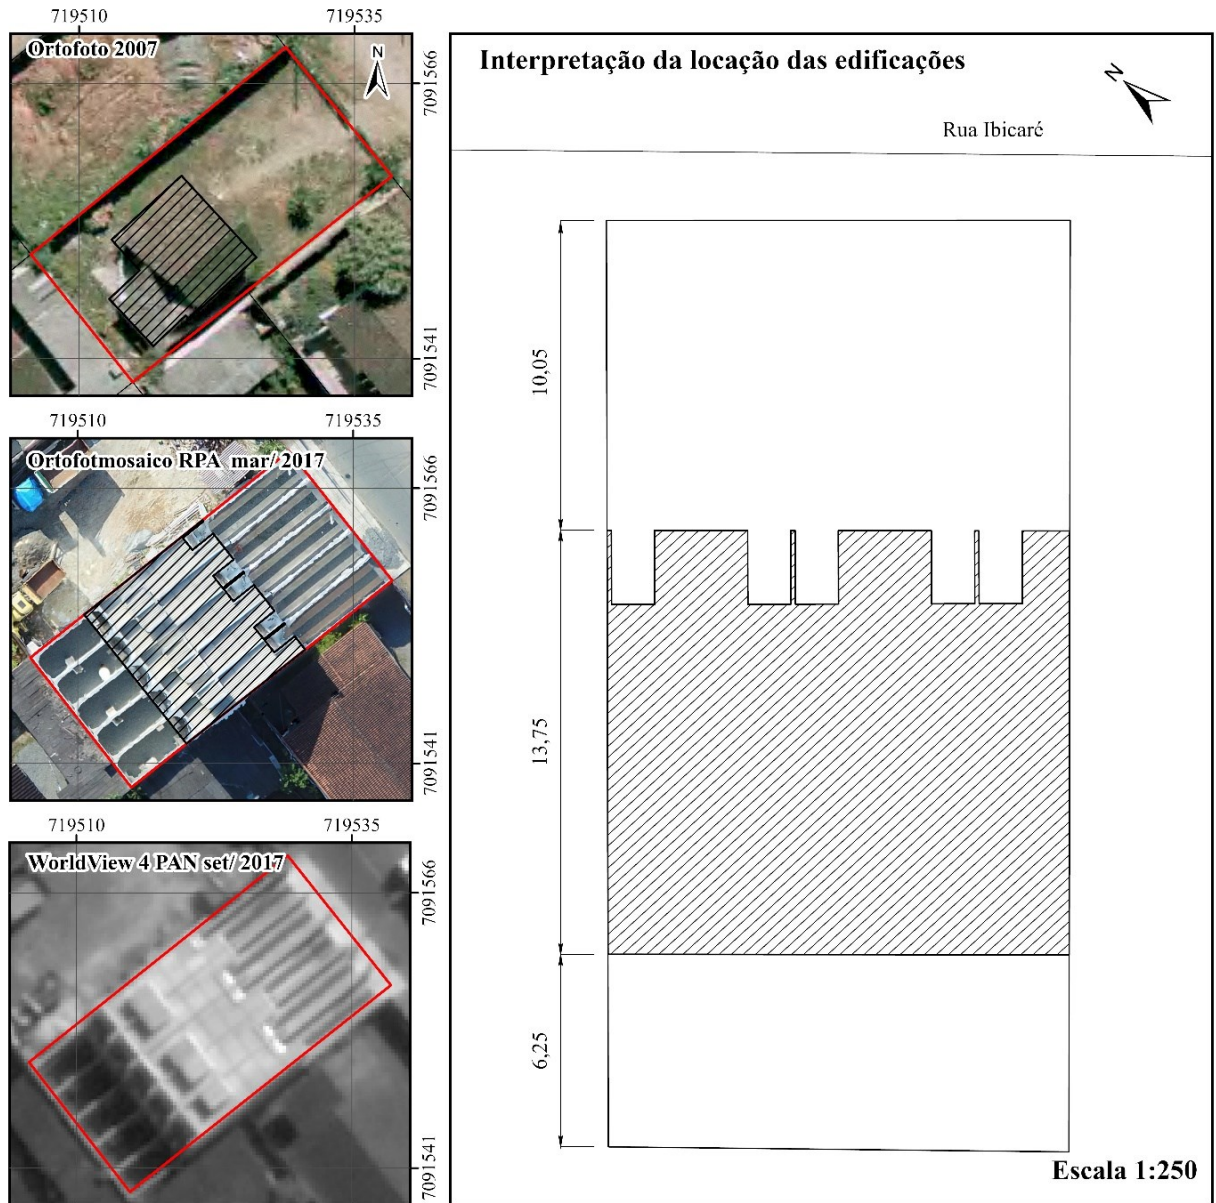 719510
719535
Ortofoto 2007
N
7091566
7091541
719510
719535
Ortofotmosaico RPA mar/ 2017
7091566
7091541
719510
719535
WorldView 4 PAN set/ 2017
7091566
7091541
Interpretação da locação das edificações
N
Rua Ibicaré
10,05
13,75
6,25
Escala 1:250